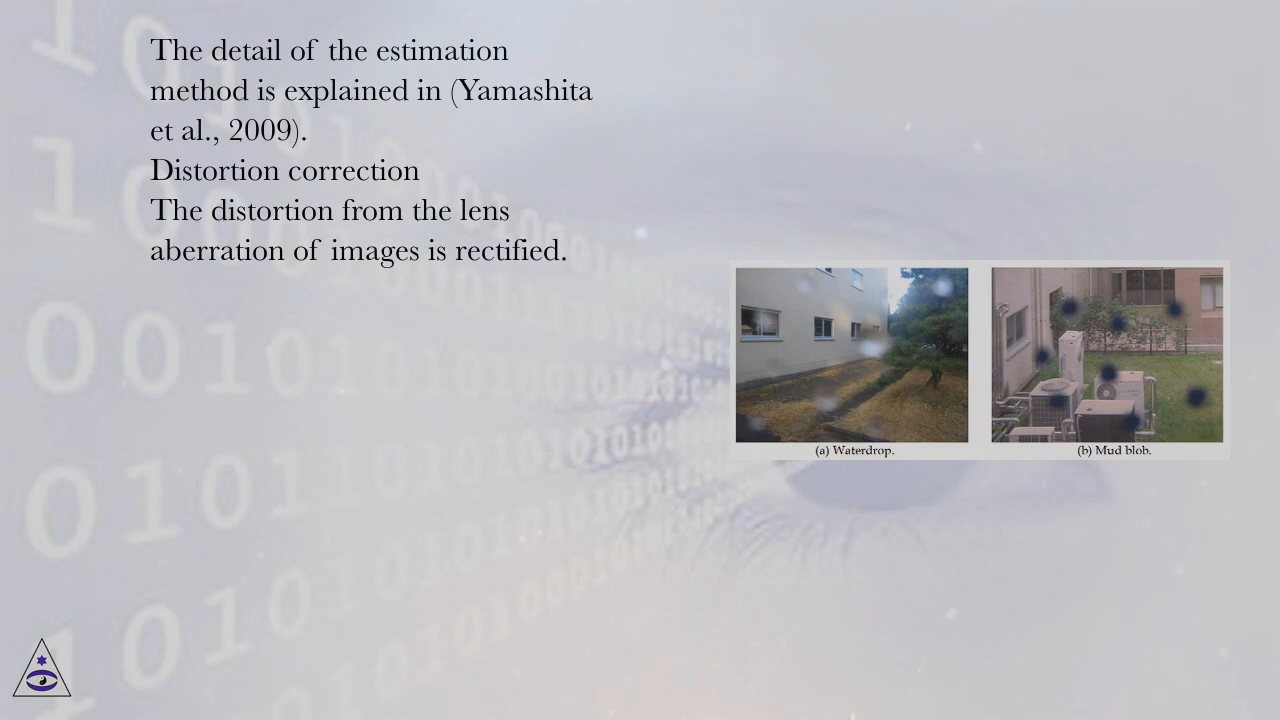 The detail of the estimation
method is explained in (Yamashita
et al., 2009).
Distortion correction
The distortion from the lens
aberration of images is rectified.
(a) Waterdrop.
(b) Mud blob.